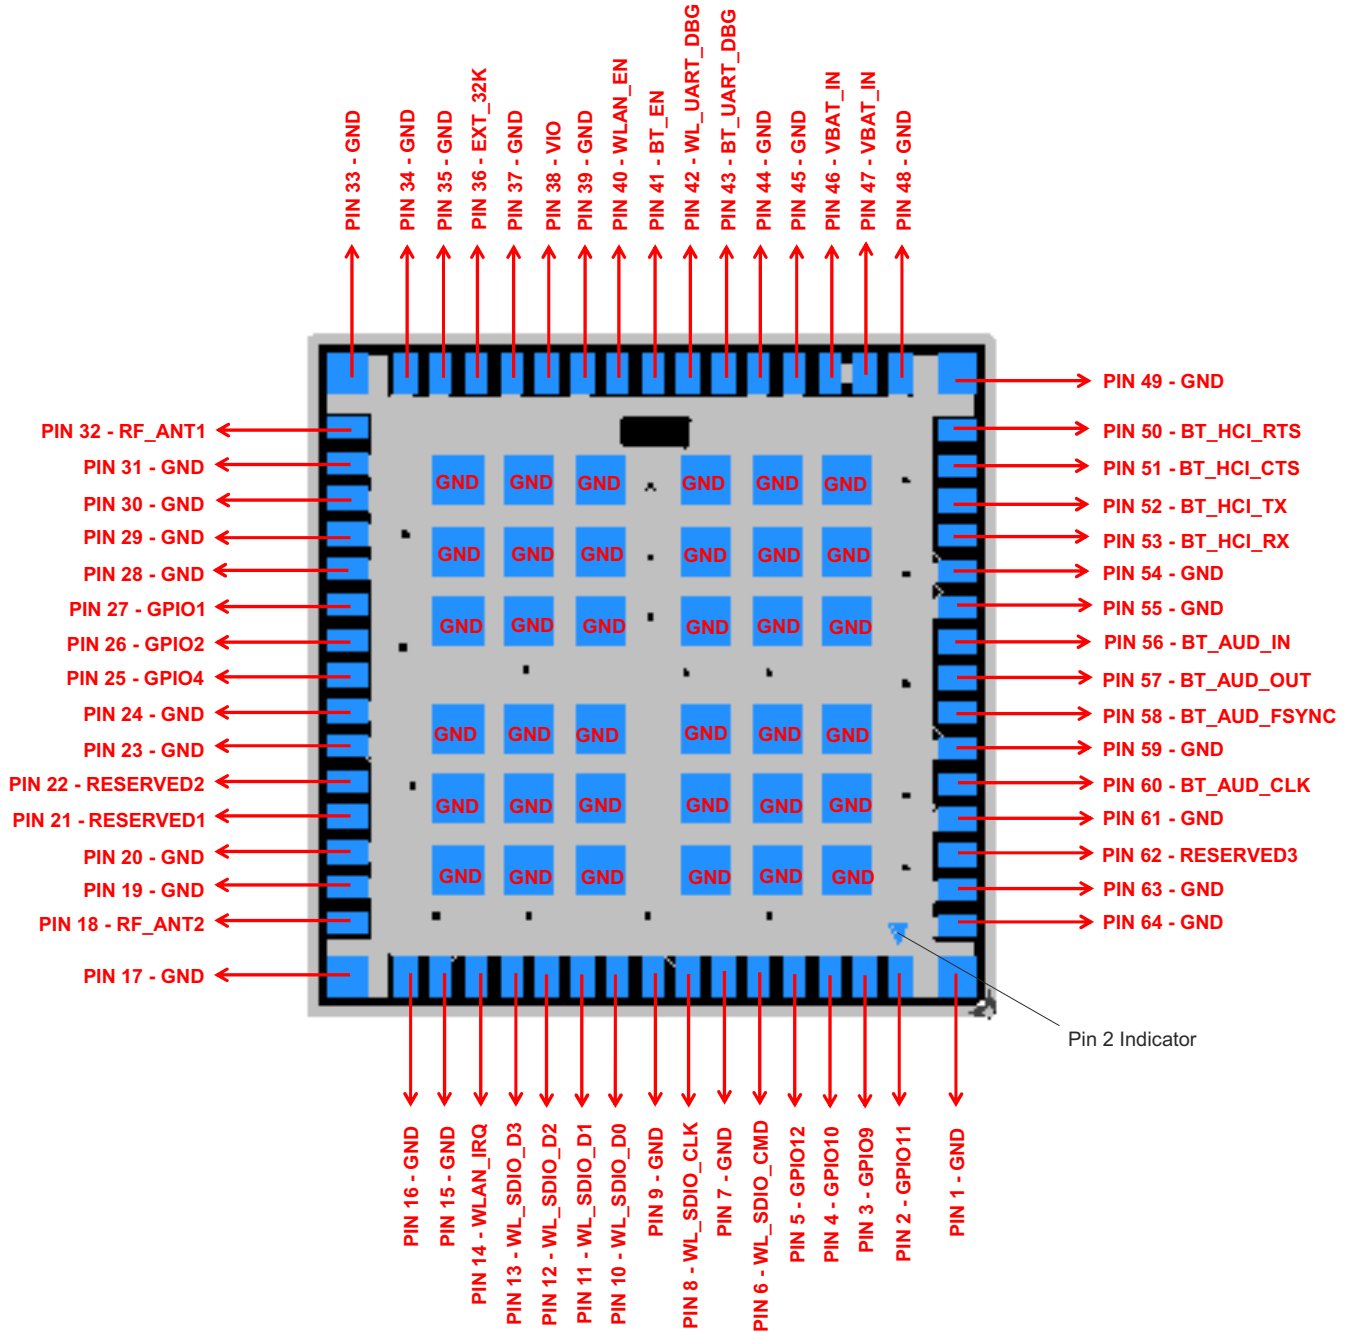 PIN 33 - GND
PIN 34 - GND
PIN 35 - GND
PIN 36 - EXT_32K
PIN 37 - GND
PIN 38 - VIO
PIN 39 - GND
PIN 40 - WLAN_EN
PIN 41 - BT_EN
PIN 42 - WL_UART_DBG
PIN 43 - BT_UART_DBG
PIN 44 - GND
PIN 45 - GND
PIN 46 - VBAT_IN
PIN 47 - VBAT_IN
PIN 48 - GND
PIN 32 - RF_ANT1
PIN 31 - GND
PIN 30 - GND
PIN 29 - GND
PIN 28 - GND
PIN 27 - GPIO1
PIN 26 - GPIO2
PIN 25 - GPIO4
PIN 24 - GND
PIN 23 - GND
PIN 22 - RESERVED2
PIN 21 - RESERVED1
PIN 20 - GND
PIN 19 - GND
PIN 18 - RF_ANT2
PIN 17 - GND
GND GND GND GND GND GND
GND GND GND GND GND GND
GND GND GND GND GND GND
GND GND GND GND GND GND
GND GND GND GND GND GND
GND GND GND GND GND GND
PIN 49 - GND
PIN 50 - BT_HCI_RTS
PIN 51 - BT_HCI_CTS
PIN 52 - BT_HCI_TX
PIN 53 - BT_HCI_RX
PIN 54 - GND
PIN 55 - GND
PIN 56 - BT_AUD_IN
PIN 57 - BT_AUD_OUT
PIN 58 - BT_AUD_FSYNC
PIN 59 - GND
PIN 60 - BT_AUD_CLK
PIN 61 - GND
PIN 62 - RESERVED3
PIN 63 - GND
PIN 64 - GND
Pin 2 Indicator
PIN 16 - GND
PIN 15 - GND
PIN 14 - WLAN_IRQ
PIN 13 - WL_SDIO_D3
PIN 12 - WL_SDIO_D2
PIN 11 - WL_SDIO_D1
PIN 10 - WL_SDIO_D0
PIN 9 - GND
PIN 8 - WL_SDIO_CLK
PIN 7 - GND
PIN 6 - WL_SDIO_CMD
PIN 5 - GPIO12
PIN 4 - GPIO10
PIN 3 - GPIO9
PIN 2 - GPIO11
PIN 1 - GND